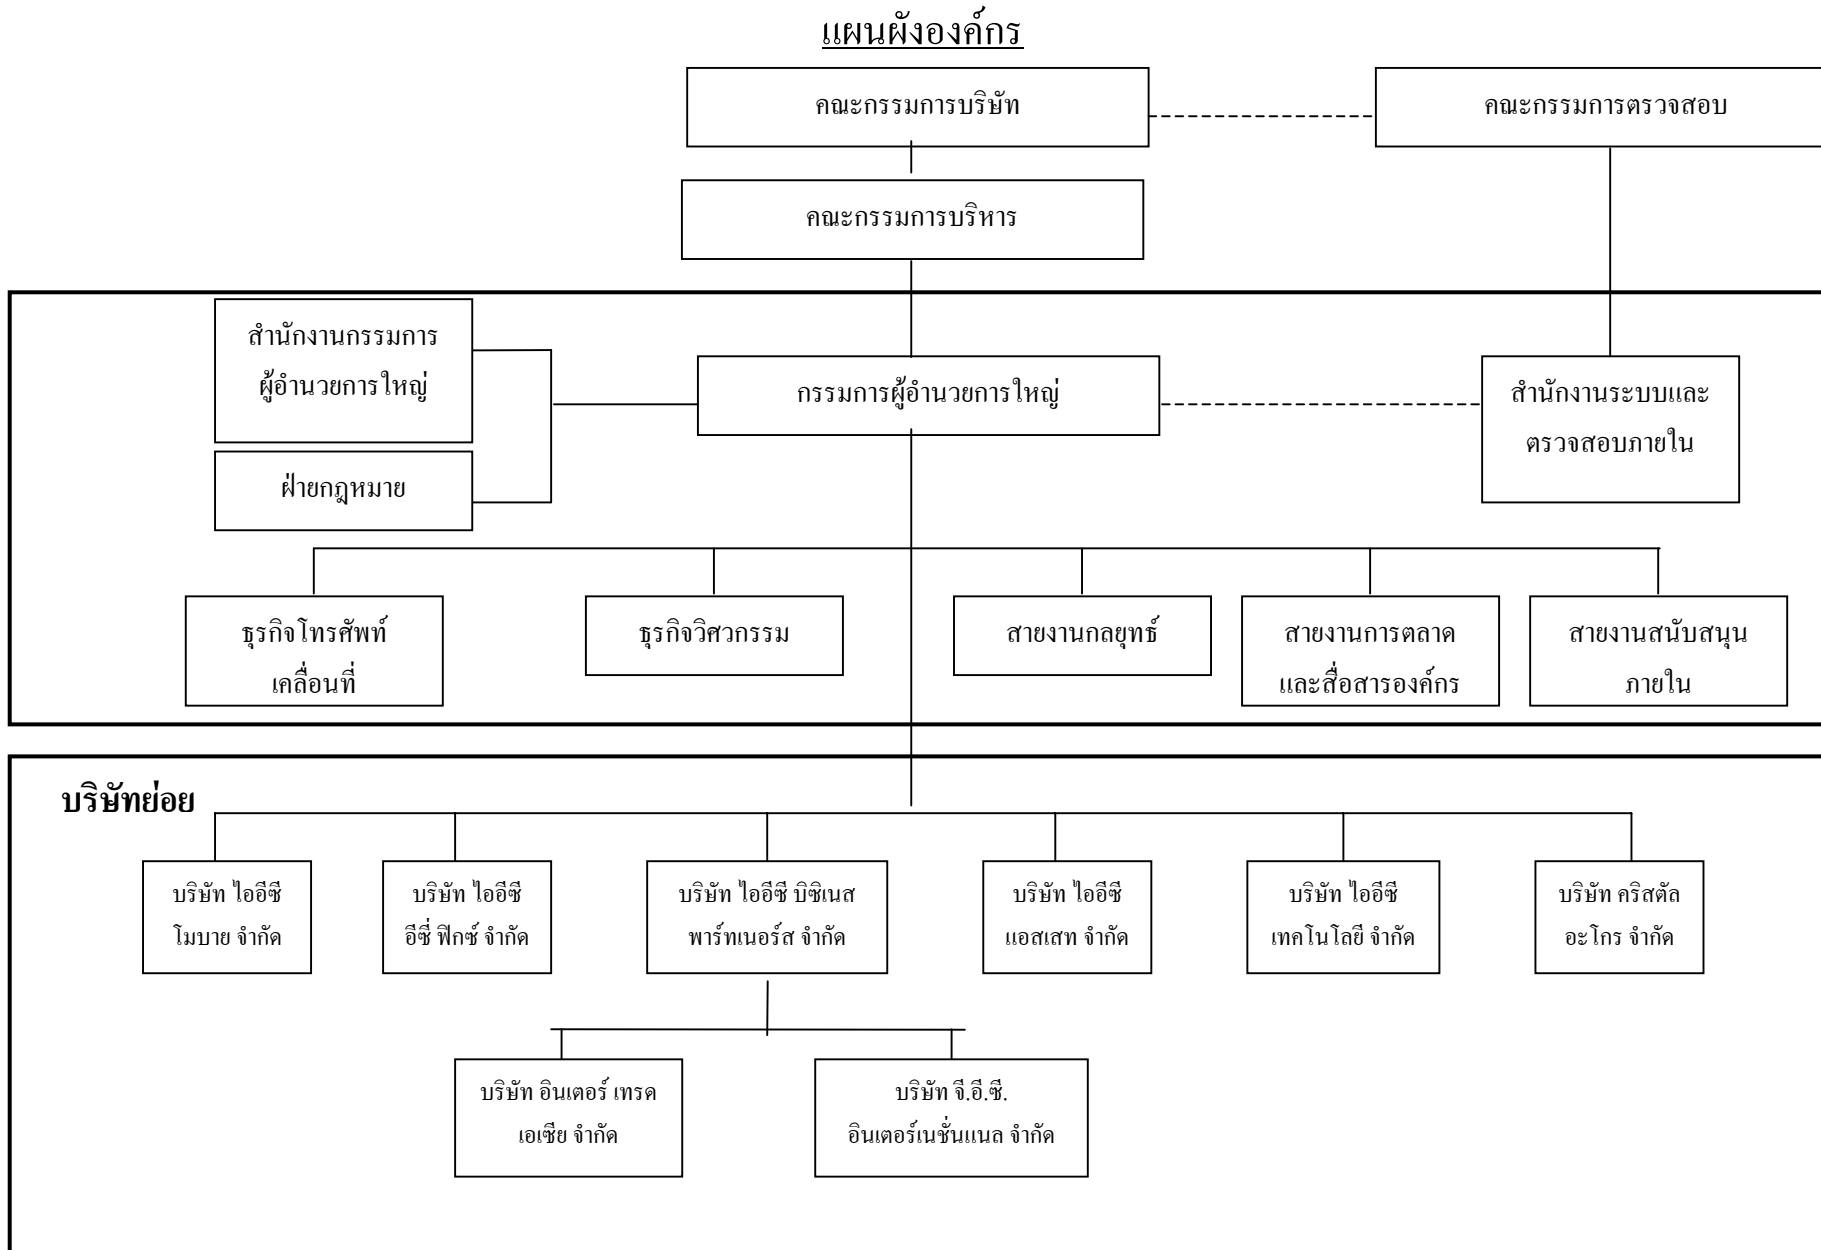 แผนผังองค์กร
คณะกรรมการบริษัท
คณะกรรมการตรวจสอบ
คณะกรรมการบริหาร
สำนักงานกรรมการ
ผู้อำนวยการใหญ่
กรรมการผู้อำนวยการใหญ่
สำนักงานระบบและ
ตรวจสอบภายใน
ฝ่ายกฎหมาย
ธุรกิจโทรศัพท์
เคลื่อนที่
ธุรกิจวิศวกรรม
สายงานกลยุทธ์
สายงานการตลาด
และสื่อสารองค์กร
สายงานสนับสนุน
ภายใน
บริษัทย่อย
บริษัท ไออีซี
โมบาย จำกัด
บริษัท ไออีซี
อีซี่ ฟิกซ์ จำกัด
บริษัท ไออีซี บิซิเนส
พาร์ทเนอร์ส จำกัด
บริษัท ไออีซี
แอสเสท จำกัด
บริษัท ไออีซี
เทคโนโลยี จำกัด
บริษัท คริสตัล
อะโกร จำกัด
บริษัท อินเตอร์ เทรด
เอเซีย จำกัด
บริษัท จี.อี.ซี.
อินเตอร์เนชั่นแนล จำกัด